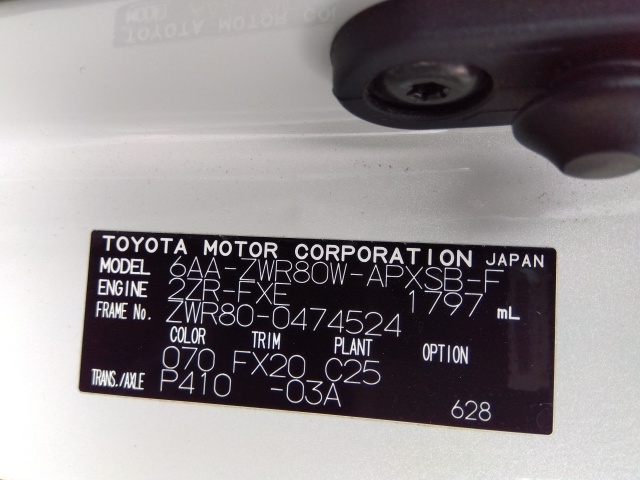 TOYOTA MOTOR CORPORATION JAPAN
MODEL 6AA-ZWR80W-APXSB-F
ENGINE 2ZR-FXE 1797 mL
FRAME No. ZWR80-0474524
COLOR TRIM PLANT OPTION
070 FX20 C25
TRANS./AXLE P410 -03A
628